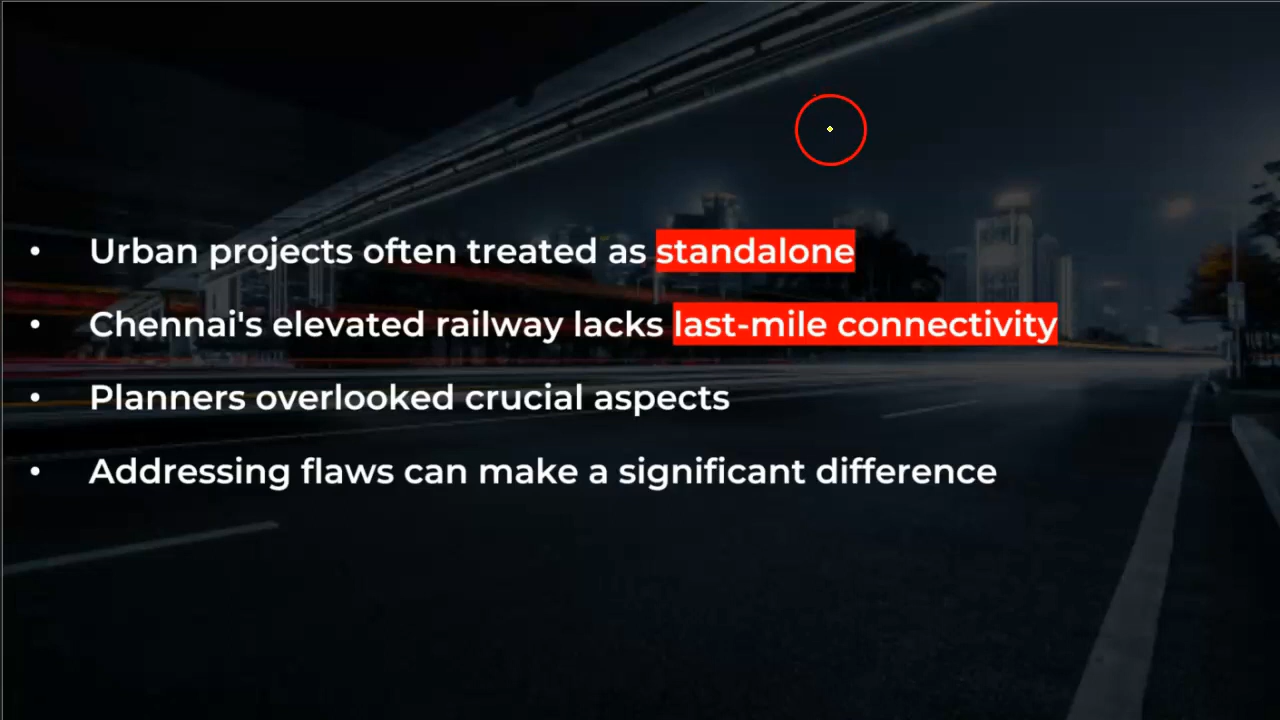 • Urban projects often treated as standalone
• Chennai's elevated railway lacks last-mile connectivity
• Planners overlooked crucial aspects
• Addressing flaws can make a significant difference